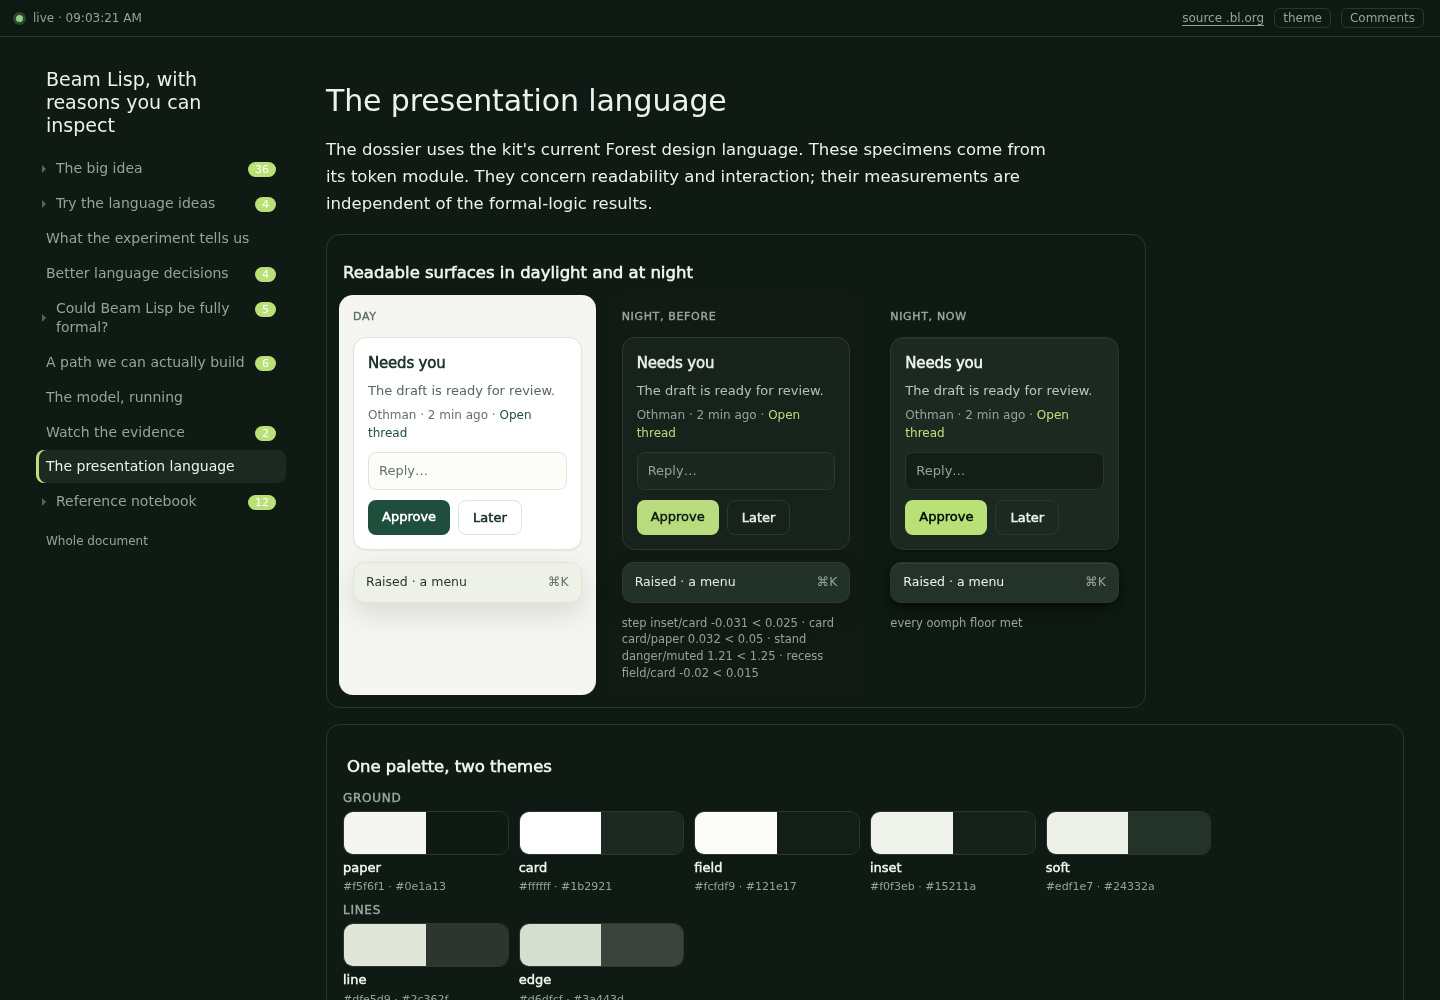 live · 09:03:21 AM
source .bl.org
theme
Comments
Beam Lisp, with
reasons you can
inspect
The big idea 36
Try the language ideas 4
What the experiment tells us
Better language decisions 4
Could Beam Lisp be fully 5
formal?
A path we can actually build 6
The model, running
Watch the evidence 2
The presentation language
Reference notebook 12
Whole document
The presentation language
The dossier uses the kit's current Forest design language. These specimens come from
its token module. They concern readability and interaction; their measurements are
independent of the formal-logic results.
Readable surfaces in daylight and at night
DAY
Needs you
The draft is ready for review.
Othman · 2 min ago · Open
thread
Reply…
Approve
Later
Raised · a menu ⌘K
NIGHT, BEFORE
Needs you
The draft is ready for review.
Othman · 2 min ago · Open
thread
Reply…
Approve
Later
Raised · a menu ⌘K
step inset/card -0.031 < 0.025 · card
card/paper 0.032 < 0.05 · stand
danger/muted 1.21 < 1.25 · recess
field/card -0.02 < 0.015
NIGHT, NOW
Needs you
The draft is ready for review.
Othman · 2 min ago · Open
thread
Reply…
Approve
Later
Raised · a menu ⌘K
every oomph floor met
One palette, two themes
GROUND
paper
#f5f6f1 · #0e1a13
card
#ffffff · #1b2921
field
#fcfdf9 · #121e17
inset
#f0f3eb · #15211a
soft
#edf1e7 · #24332a
LINES
line
#dfe5d9 · #2c362f
edge
#d6dfcf · #3a443d